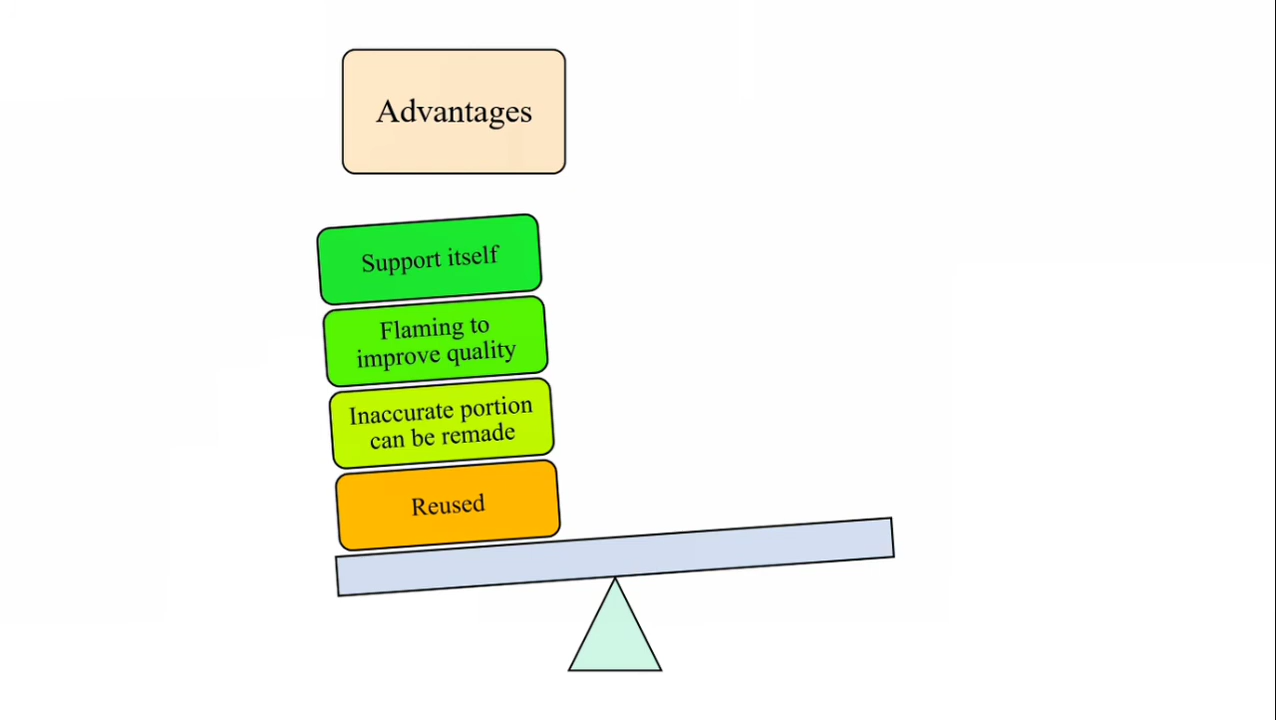 Advantages
Support itself
Flaming to
improve quality
Inaccurate portion
can be remade
Reused